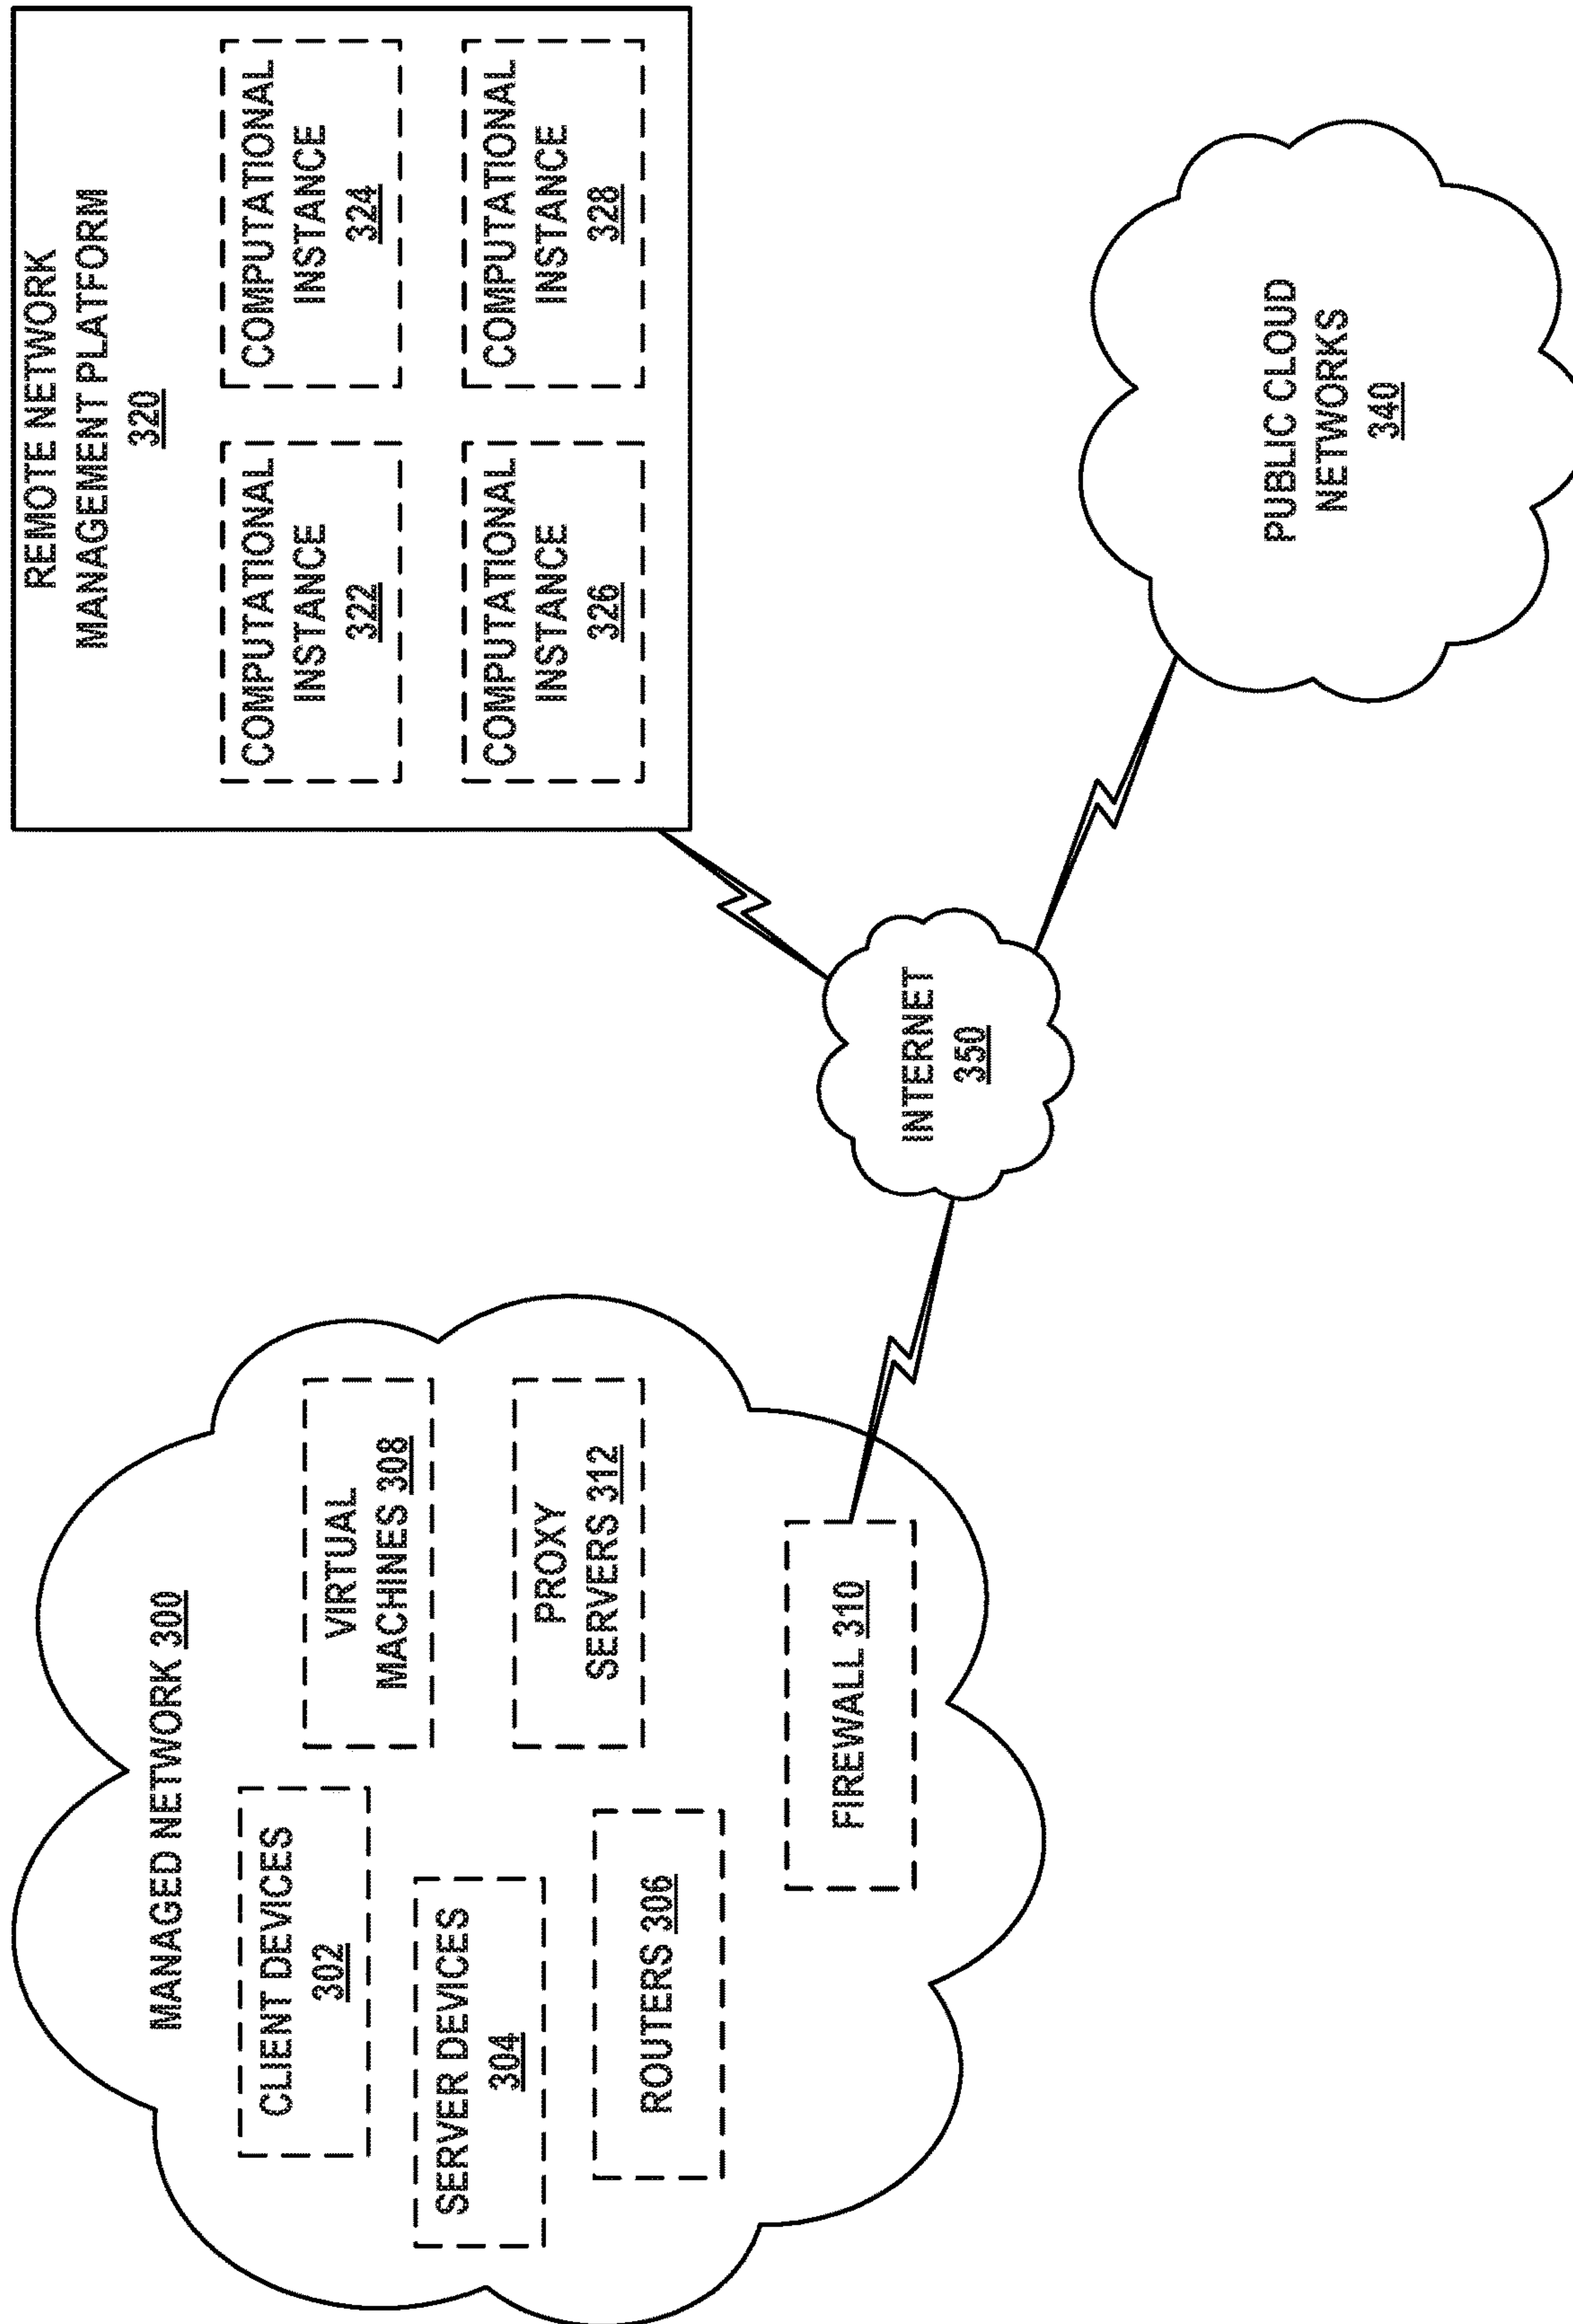 MANAGED NETWORK 300
CLIENT DEVICES
302
VIRTUAL
MACHINES 308
SERVER DEVICES
304
PROXY
SERVERS 312
ROUTERS 306
FIREWALL 310
INTERNET
350
REMOTE NETWORK
MANAGEMENT PLATFORM
320
COMPUTATIONAL
INSTANCE
322
COMPUTATIONAL
INSTANCE
324
COMPUTATIONAL
INSTANCE
326
COMPUTATIONAL
INSTANCE
328
PUBLIC CLOUD
NETWORKS
340